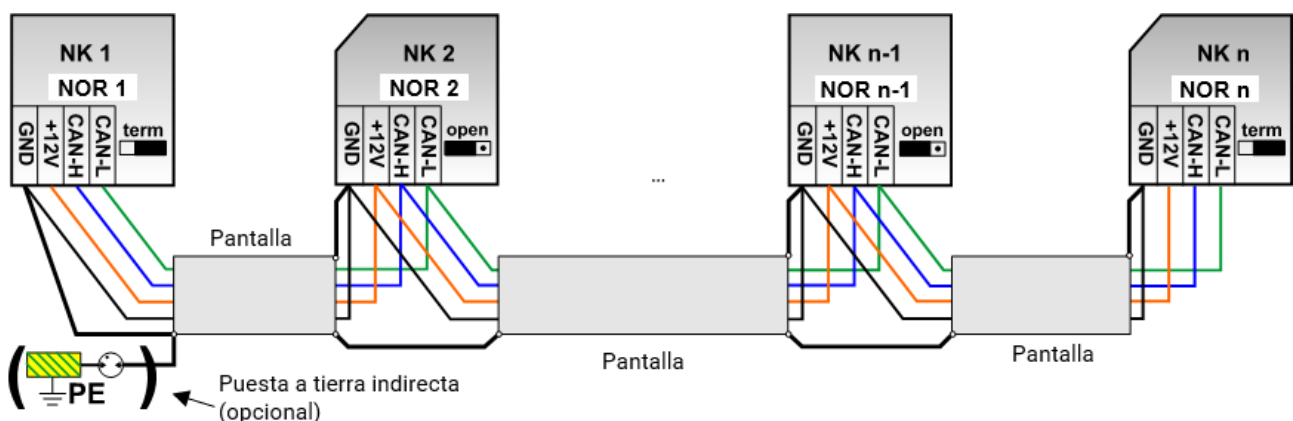 NK 1
NOR 1
GND
+12V
CAN-H
CAN-L
term
NK 2
NOR 2
GND
+12V
CAN-H
CAN-L
open
...
NK n-1
NOR n-1
GND
+12V
CAN-H
CAN-L
open
NK n
NOR n
GND
+12V
CAN-H
CAN-L
term
Pantalla
Pantalla
Pantalla
( PE )
Puesta a tierra indirecta
(opcional)